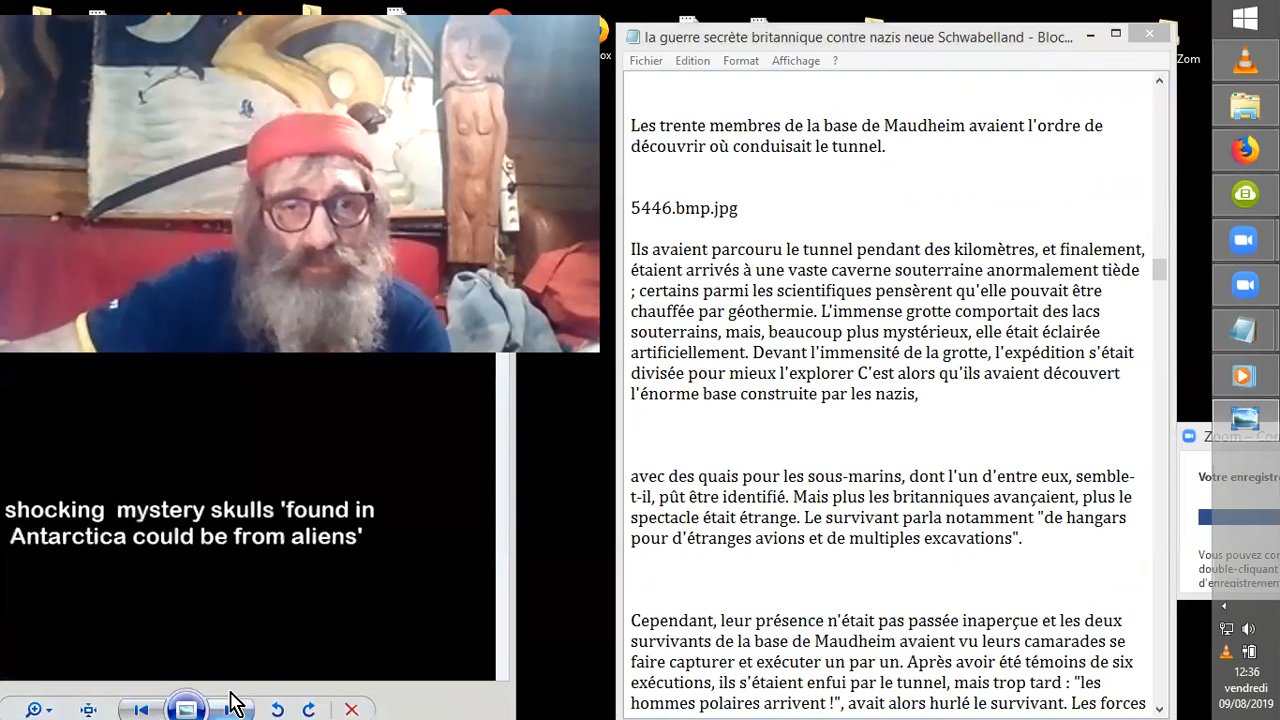 la guerre secrète britannique contre nazis neue Schwabelland - Bloc...
Fichier Edition Format Affichage ?
Les trente membres de la base de Maudheim avaient l'ordre de
découvrir où conduisait le tunnel.
5446.bmp.jpg
Ils avaient parcouru le tunnel pendant des kilomètres, et finalement,
étaient arrivés à une vaste caverne souterraine anormalement tiède
; certains parmi les scientifiques pensèrent qu'elle pouvait être
chauffée par géothermie. L'immense grotte comportait des lacs
souterrains, mais, beaucoup plus mystérieux, elle était éclairée
artificiellement. Devant l'immensité de la grotte, l'expédition s'était
divisée pour mieux l'explorer C'est alors qu'ils avaient découvert
l'énorme base construite par les nazis,
avec des quais pour les sous-marins, dont l'un d'entre eux, semble-
t-il, pût être identifié. Mais plus les britanniques avançaient, plus le
spectacle était étrange. Le survivant parla notamment "de hangars
pour d'étranges avions et de multiples excavations".
Cependant, leur présence n'était pas passée inaperçue et les deux
survivants de la base de Maudheim avaient vu leurs camarades se
faire capturer et exécuter un par un. Après avoir été témoins de six
exécutions, ils s'étaient enfui par le tunnel, mais trop tard : "les
hommes polaires arrivent !", avait alors hurlé le survivant. Les forces
shocking mystery skulls 'found in
Antarctica could be from aliens'
ox
Zom
Zoom – Co
Votre enregistre
Vous pouvez co
double-cliquant
d'enregistremen
12:36
vendredi
09/08/2019